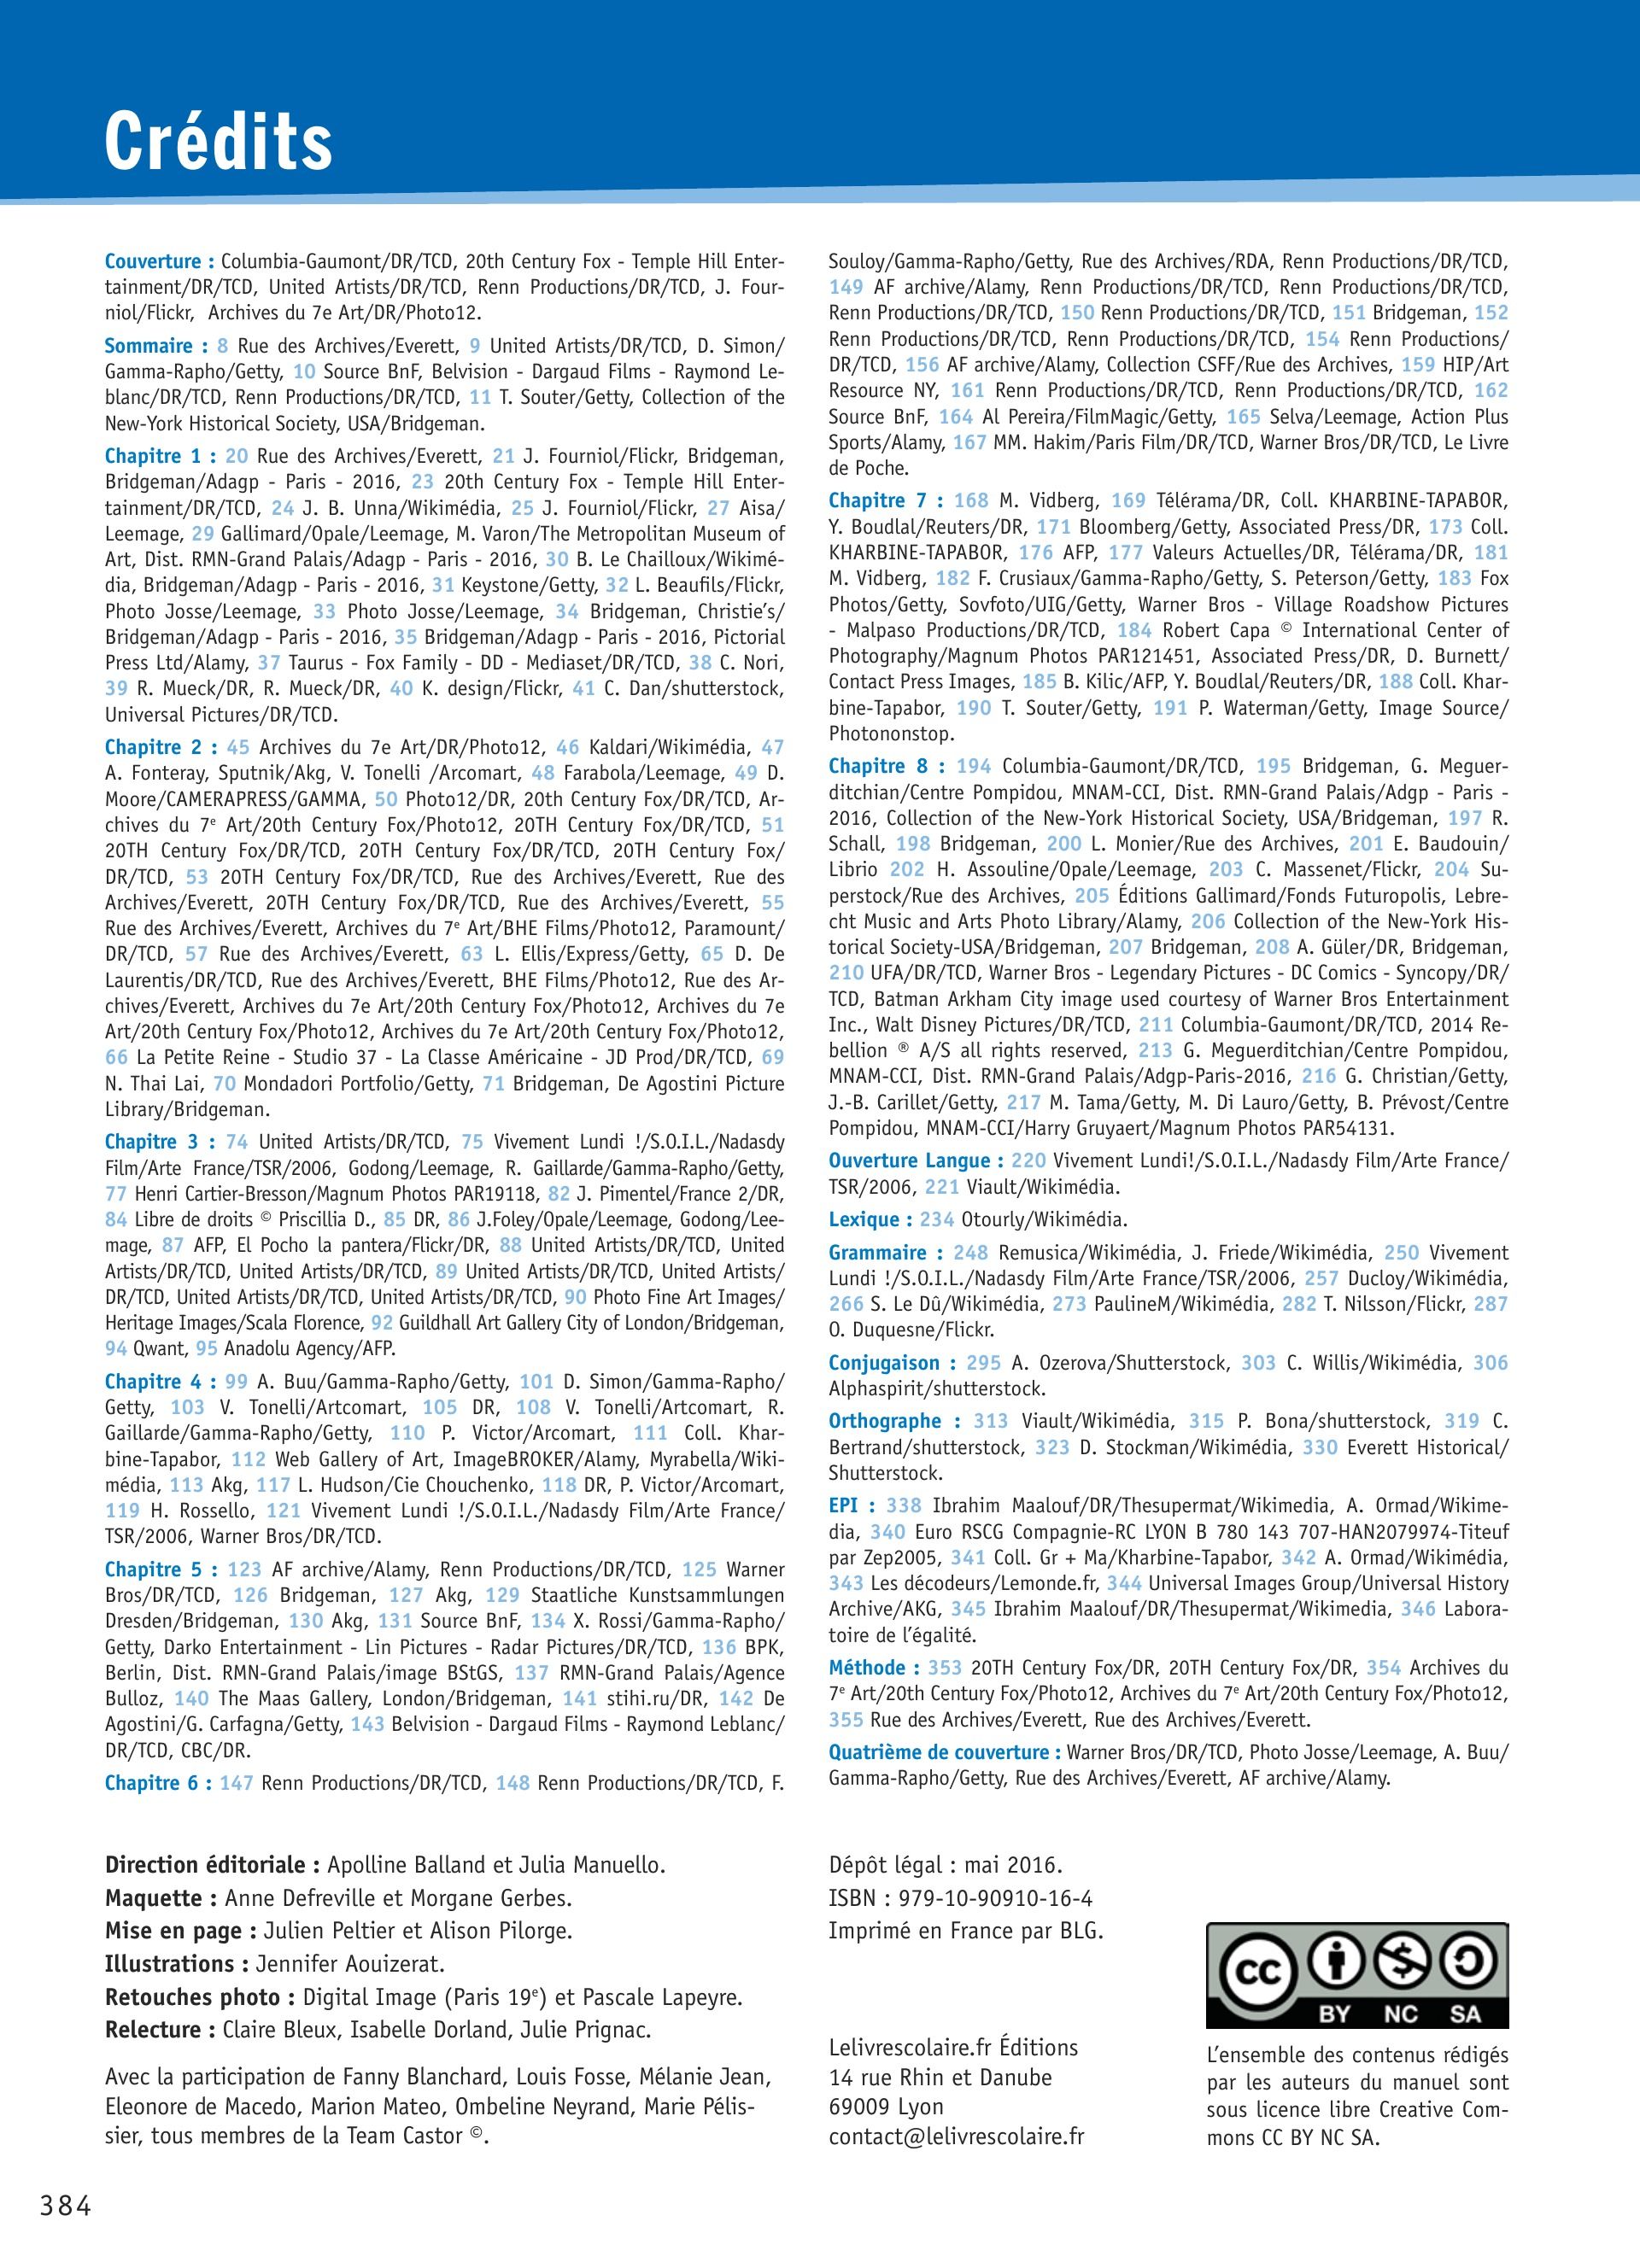 Crédits
Couverture : Columbia-Gaumont/DR/TCD, 20th Century Fox - Temple Hill Enter-
tainment/DR/TCD, United Artists/DR/TCD, Renn Productions/DR/TCD, J. Four-
niol/Flickr, Archives du 7e Art/DR/Photo12.
Sommaire : 8 Rue des Archives/Everett, 9 United Artists/DR/TCD, D. Simon/
Gamma-Rapho/Getty, 10 Source BnF, Belvision - Dargaud Films - Raymond Le-
blanc/DR/TCD, Renn Productions/DR/TCD, 11 T. Souter/Getty, Collection of the
New-York Historical Society, USA/Bridgeman.
Chapitre 1 : 20 Rue des Archives/Everett, 21 J. Fourniol/Flickr, Bridgeman,
Bridgeman/Adagp - Paris - 2016, 23 20th Century Fox - Temple Hill Enter-
tainment/DR/TCD, 24 J. B. Unna/Wikimédia, 25 J. Fourniol/Flickr, 27 Aisa/
Leemage, 29 Gallimard/Opale/Leemage, M. Varon/The Metropolitan Museum of
Art, Dist. RMN-Grand Palais/Adagp - Paris - 2016, 30 B. Le Chailloux/Wikimé-
dia, Bridgeman/Adagp - Paris - 2016, 31 Keystone/Getty, 32 L. Beaufils/Flickr,
Photo Josse/Leemage, 33 Photo Josse/Leemage, 34 Bridgeman, Christie's/
Bridgeman/Adagp - Paris - 2016, 35 Bridgeman/Adagp - Paris - 2016, Pictorial
Press Ltd/Alamy, 37 Taurus - Fox Family - DD - Mediaset/DR/TCD, 38 C. Nori,
39 R. Mueck/DR, R. Mueck/DR, 40 K. design/Flickr, 41 C. Dan/shutterstock,
Universal Pictures/DR/TCD.
Chapitre 2 : 45 Archives du 7e Art/DR/Photo12, 46 Kaldari/Wikimédia, 47
A. Fonteray, Sputnik/Akg, V. Tonelli /Arcomart, 48 Farabola/Leemage, 49 D.
Moore/CAMERAPRESS/GAMMA, 50 Photo12/DR, 20th Century Fox/DR/TCD, Ar-
chives du 7e Art/20th Century Fox/Photo12, 20TH Century Fox/DR/TCD, 51
20TH Century Fox/DR/TCD, 20TH Century Fox/DR/TCD, 20TH Century Fox/
DR/TCD, 53 20TH Century Fox/DR/TCD, Rue des Archives/Everett, Rue des
Archives/Everett, 20TH Century Fox/DR/TCD, Rue des Archives/Everett, 55
Rue des Archives/Everett, Archives du 7e Art/BHE Films/Photo12, Paramount/
DR/TCD, 57 Rue des Archives/Everett, 63 L. Ellis/Express/Getty, 65 D. De
Laurentis/DR/TCD, Rue des Archives/Everett, BHE Films/Photo12, Rue des Ar-
chives/Everett, Archives du 7e Art/20th Century Fox/Photo12, Archives du 7e
Art/20th Century Fox/Photo12, Archives du 7e Art/20th Century Fox/Photo12,
66 La Petite Reine - Studio 37 - La Classe Américaine - JD Prod/DR/TCD, 69
N. Thai Lai, 70 Mondadori Portfolio/Getty, 71 Bridgeman, De Agostini Picture
Library/Bridgeman.
Chapitre 3 : 74 United Artists/DR/TCD, 75 Vivement Lundi !/S.O.I.L./Nadasdy
Film/Arte France/TSR/2006, Godong/Leemage, R. Gaillarde/Gamma-Rapho/Getty,
77 Henri Cartier-Bresson/Magnum Photos PAR19118, 82 J. Pimentel/France 2/DR,
84 Libre de droits © Priscillia D., 85 DR, 86 J.Foley/Opale/Leemage, Godong/Lee-
mage, 87 AFP, El Pocho la pantera/Flickr/DR, 88 United Artists/DR/TCD, United
Artists/DR/TCD, United Artists/DR/TCD, 89 United Artists/DR/TCD, United Artists/
DR/TCD, United Artists/DR/TCD, United Artists/DR/TCD, 90 Photo Fine Art Images/
Heritage Images/Scala Florence, 92 Guildhall Art Gallery City of London/Bridgeman,
94 Qwant, 95 Anadolu Agency/AFP.
Chapitre 4 : 99 A. Buu/Gamma-Rapho/Getty, 101 D. Simon/Gamma-Rapho/
Getty, 103 V. Tonelli/Artcomart, 105 DR, 108 V. Tonelli/Artcomart, R.
Gaillarde/Gamma-Rapho/Getty, 110 P. Victor/Arcomart, 111 Coll. Khar-
bine-Tapabor, 112 Web Gallery of Art, ImageBROKER/Alamy, Myrabella/Wiki-
média, 113 Akg, 117 L. Hudson/Cie Chouchenko, 118 DR, P. Victor/Arcomart,
119 H. Rossello, 121 Vivement Lundi !/S.O.I.L./Nadasdy Film/Arte France/
TSR/2006, Warner Bros/DR/TCD.
Chapitre 5 : 123 AF archive/Alamy, Renn Productions/DR/TCD, 125 Warner
Bros/DR/TCD, 126 Bridgeman, 127 Akg, 129 Staatliche Kunstsammlungen
Dresden/Bridgeman, 130 Akg, 131 Source BnF, 134 X. Rossi/Gamma-Rapho/
Getty, Darko Entertainment - Lin Pictures - Radar Pictures/DR/TCD, 136 BPK,
Berlin, Dist. RMN-Grand Palais/image BStGS, 137 RMN-Grand Palais/Agence
Bulloz, 140 The Maas Gallery, London/Bridgeman, 141 stihi.ru/DR, 142 De
Agostini/G. Carfagna/Getty, 143 Belvision - Dargaud Films - Raymond Leblanc/
DR/TCD, CBC/DR.
Chapitre 6 : 147 Renn Productions/DR/TCD, 148 Renn Productions/DR/TCD, F.
Souloy/Gamma-Rapho/Getty, Rue des Archives/RDA, Renn Productions/DR/TCD,
149 AF archive/Alamy, Renn Productions/DR/TCD, Renn Productions/DR/TCD,
Renn Productions/DR/TCD, 150 Renn Productions/DR/TCD, 151 Bridgeman, 152
Renn Productions/DR/TCD, Renn Productions/DR/TCD, 154 Renn Productions/
DR/TCD, 156 AF archive/Alamy, Collection CSFF/Rue des Archives, 159 HIP/Art
Resource NY, 161 Renn Productions/DR/TCD, Renn Productions/DR/TCD, 162
Source BnF, 164 Al Pereira/FilmMagic/Getty, 165 Selva/Leemage, Action Plus
Sports/Alamy, 167 MM. Hakim/Paris Film/DR/TCD, Warner Bros/DR/TCD, Le Livre
de Poche.
Chapitre 7 : 168 M. Vidberg, 169 Télérama/DR, Coll. KHARBINE-TAPABOR,
Y. Boudlal/Reuters/DR, 171 Bloomberg/Getty, Associated Press/DR, 173 Coll.
KHARBINE-TAPABOR, 176 AFP, 177 Valeurs Actuelles/DR, Télérama/DR, 181
M. Vidberg, 182 F. Crusiaux/Gamma-Rapho/Getty, S. Peterson/Getty, 183 Fox
Photos/Getty, Sovfoto/UIG/Getty, Warner Bros - Village Roadshow Pictures
- Malpaso Productions/DR/TCD, 184 Robert Capa © International Center of
Photography/Magnum Photos PAR121451, Associated Press/DR, D. Burnett/
Contact Press Images, 185 B. Kilic/AFP, Y. Boudlal/Reuters/DR, 188 Coll. Khar-
bine-Tapabor, 190 T. Souter/Getty, 191 P. Waterman/Getty, Image Source/
Photononstop.
Chapitre 8 : 194 Columbia-Gaumont/DR/TCD, 195 Bridgeman, G. Meguer-
ditchian/Centre Pompidou, MNAM-CCI, Dist. RMN-Grand Palais/Adgp - Paris -
2016, Collection of the New-York Historical Society, USA/Bridgeman, 197 R.
Schall, 198 Bridgeman, 200 L. Monier/Rue des Archives, 201 E. Baudouin/
Librio 202 H. Assouline/Opale/Leemage, 203 C. Massenet/Flickr, 204 Su-
perstock/Rue des Archives, 205 Éditions Gallimard/Fonds Futuropolis, Lebre-
cht Music and Arts Photo Library/Alamy, 206 Collection of the New-York His-
torical Society-USA/Bridgeman, 207 Bridgeman, 208 A. Güler/DR, Bridgeman,
210 UFA/DR/TCD, Warner Bros - Legendary Pictures - DC Comics - Syncopy/DR/
TCD, Batman Arkham City image used courtesy of Warner Bros Entertainment
Inc., Walt Disney Pictures/DR/TCD, 211 Columbia-Gaumont/DR/TCD, 2014 Re-
bellion ® A/S all rights reserved, 213 G. Meguerditchian/Centre Pompidou,
MNAM-CCI, Dist. RMN-Grand Palais/Adgp-Paris-2016, 216 G. Christian/Getty,
J.-B. Carillet/Getty, 217 M. Tama/Getty, M. Di Lauro/Getty, B. Prévost/Centre
Pompidou, MNAM-CCI/Harry Gruyaert/Magnum Photos PAR54131.
Ouverture Langue : 220 Vivement Lundi!/S.O.I.L./Nadasdy Film/Arte France/
TSR/2006, 221 Viault/Wikimédia.
Lexique : 234 Otourly/Wikimédia.
Grammaire : 248 Remusica/Wikimédia, J. Friede/Wikimédia, 250 Vivement
Lundi !/S.O.I.L./Nadasdy Film/Arte France/TSR/2006, 257 Ducloy/Wikimédia,
266 S. Le Dû/Wikimédia, 273 PaulineM/Wikimédia, 282 T. Nilsson/Flickr, 287
O. Duquesne/Flickr.
Conjugaison : 295 A. Ozerova/Shutterstock, 303 C. Willis/Wikimédia, 306
Alphaspirit/shutterstock.
Orthographe : 313 Viault/Wikimédia, 315 P. Bona/shutterstock, 319 C.
Bertrand/shutterstock, 323 D. Stockman/Wikimédia, 330 Everett Historical/
Shutterstock.
EPI : 338 Ibrahim Maalouf/DR/Thesupermat/Wikimedia, A. Ormad/Wikime-
dia, 340 Euro RSCG Compagnie-RC LYON B 780 143 707-HAN2079974-Titeuf
par Zep2005, 341 Coll. Gr + Ma/Kharbine-Tapabor, 342 A. Ormad/Wikimédia,
343 Les décodeurs/Lemonde.fr, 344 Universal Images Group/Universal History
Archive/AKG, 345 Ibrahim Maalouf/DR/Thesupermat/Wikimedia, 346 Labora-
toire de l'égalité.
Méthode : 353 20TH Century Fox/DR, 20TH Century Fox/DR, 354 Archives du
7e Art/20th Century Fox/Photo12, Archives du 7e Art/20th Century Fox/Photo12,
355 Rue des Archives/Everett, Rue des Archives/Everett.
Quatrième de couverture : Warner Bros/DR/TCD, Photo Josse/Leemage, A. Buu/
Gamma-Rapho/Getty, Rue des Archives/Everett, AF archive/Alamy.
Direction éditoriale : Apolline Balland et Julia Manuello.
Maquette : Anne Defreville et Morgane Gerbes.
Mise en page : Julien Peltier et Alison Pilorge.
Illustrations : Jennifer Aouizerat.
Retouches photo : Digital Image (Paris 19e) et Pascale Lapeyre.
Relecture : Claire Bleux, Isabelle Dorland, Julie Prignac.
Avec la participation de Fanny Blanchard, Louis Fosse, Mélanie Jean,
Eleonore de Macedo, Marion Mateo, Ombeline Neyrand, Marie Pélis-
sier, tous membres de la Team Castor ©.
Dépôt légal : mai 2016.
ISBN : 979-10-90910-16-4
Imprimé en France par BLG.
Lelivrescolaire.fr Éditions
14 rue Rhin et Danube
69009 Lyon
contact@lelivrescolaire.fr
cc
BY NC SA
L'ensemble des contenus rédigés
par les auteurs du manuel sont
sous licence libre Creative Com-
mons CC BY NC SA.
384